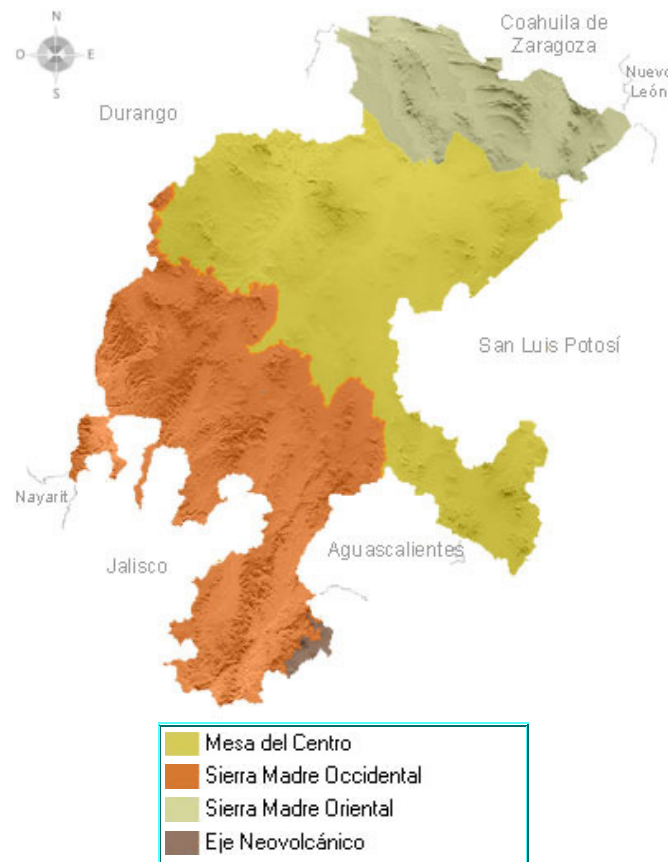 N
O
E
S
Coahuila de
Zaragoza
Nuevo
León
Durango
San Luis Potosí
Nayarit
Jalisco
Aguascalientes
Mesa del Centro
Sierra Madre Occidental
Sierra Madre Oriental
Eje Neovolcánico